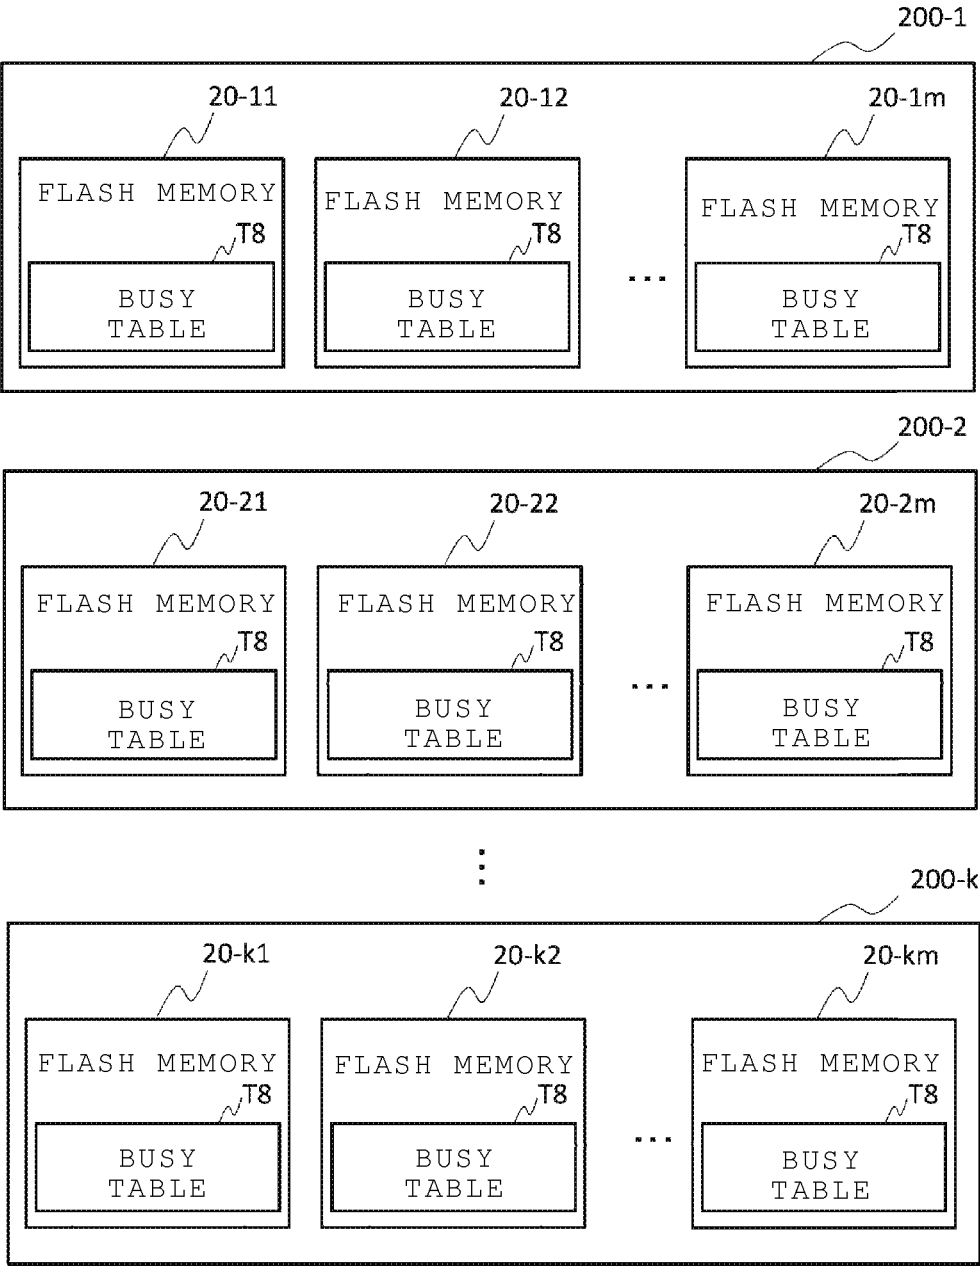 200-1
20-11 20-12 20-1m
FLASH MEMORY FLASH MEMORY FLASH MEMORY
T8 T8 T8
BUSY BUSY ... BUSY
TABLE TABLE TABLE
200-2
20-21 20-22 20-2m
FLASH MEMORY FLASH MEMORY FLASH MEMORY
T8 T8 T8
BUSY BUSY ... BUSY
TABLE TABLE TABLE
⋮
200-k
20-k1 20-k2 20-km
FLASH MEMORY FLASH MEMORY FLASH MEMORY
T8 T8 T8
BUSY BUSY ... BUSY
TABLE TABLE TABLE